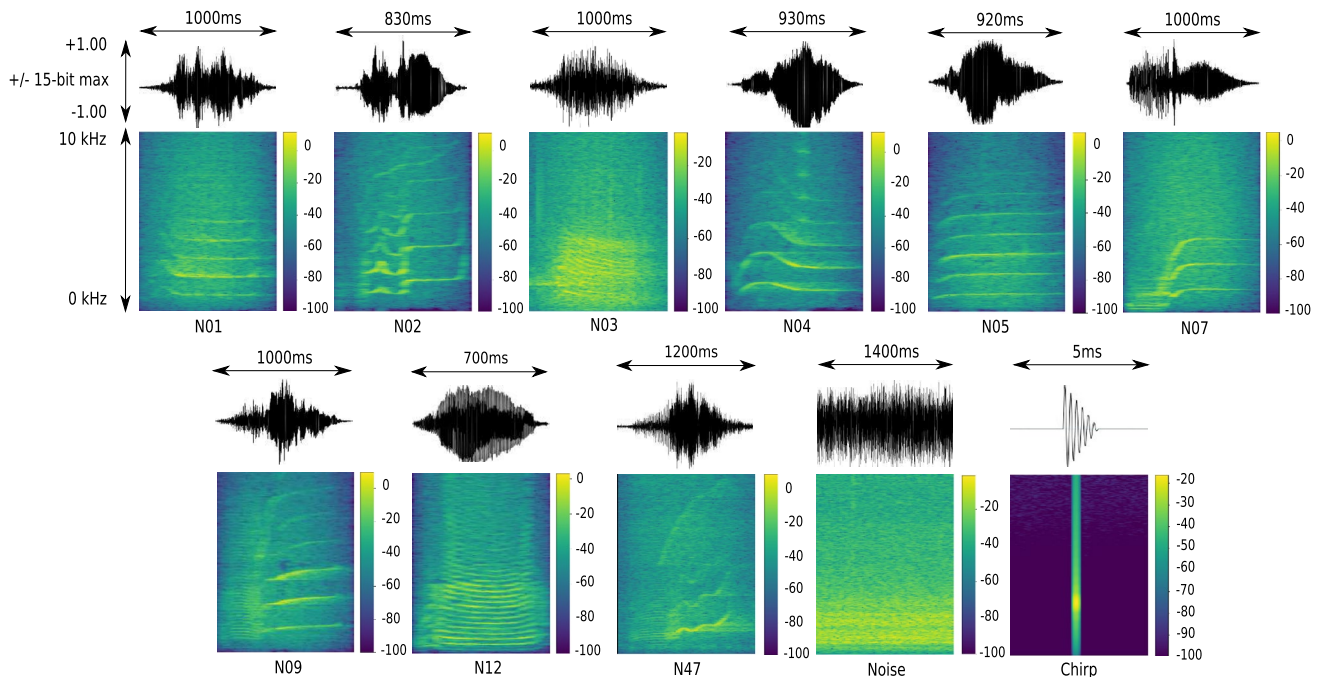 1000ms 830ms 1000ms 930ms 920ms 1000ms
+1.00
+/- 15-bit max
-1.00
10 kHz
0 kHz
0 -20 -40 -60 -80 -100
0 -20 -40 -60 -80 -100
-20 -40 -60 -80 -100
0 -20 -40 -60 -80 -100
0 -20 -40 -60 -80 -100
0 -20 -40 -60 -80 -100
N01 N02 N03 N04 N05 N07
1000ms 700ms 1200ms 1400ms 5ms
0 -20 -40 -60 -80 -100
0 -20 -40 -60 -80 -100
0 -20 -40 -60 -80 -100
-20 -40 -60 -80 -100
-20 -30 -40 -50 -60 -70 -80 -90 -100
N09 N12 N47 Noise Chirp